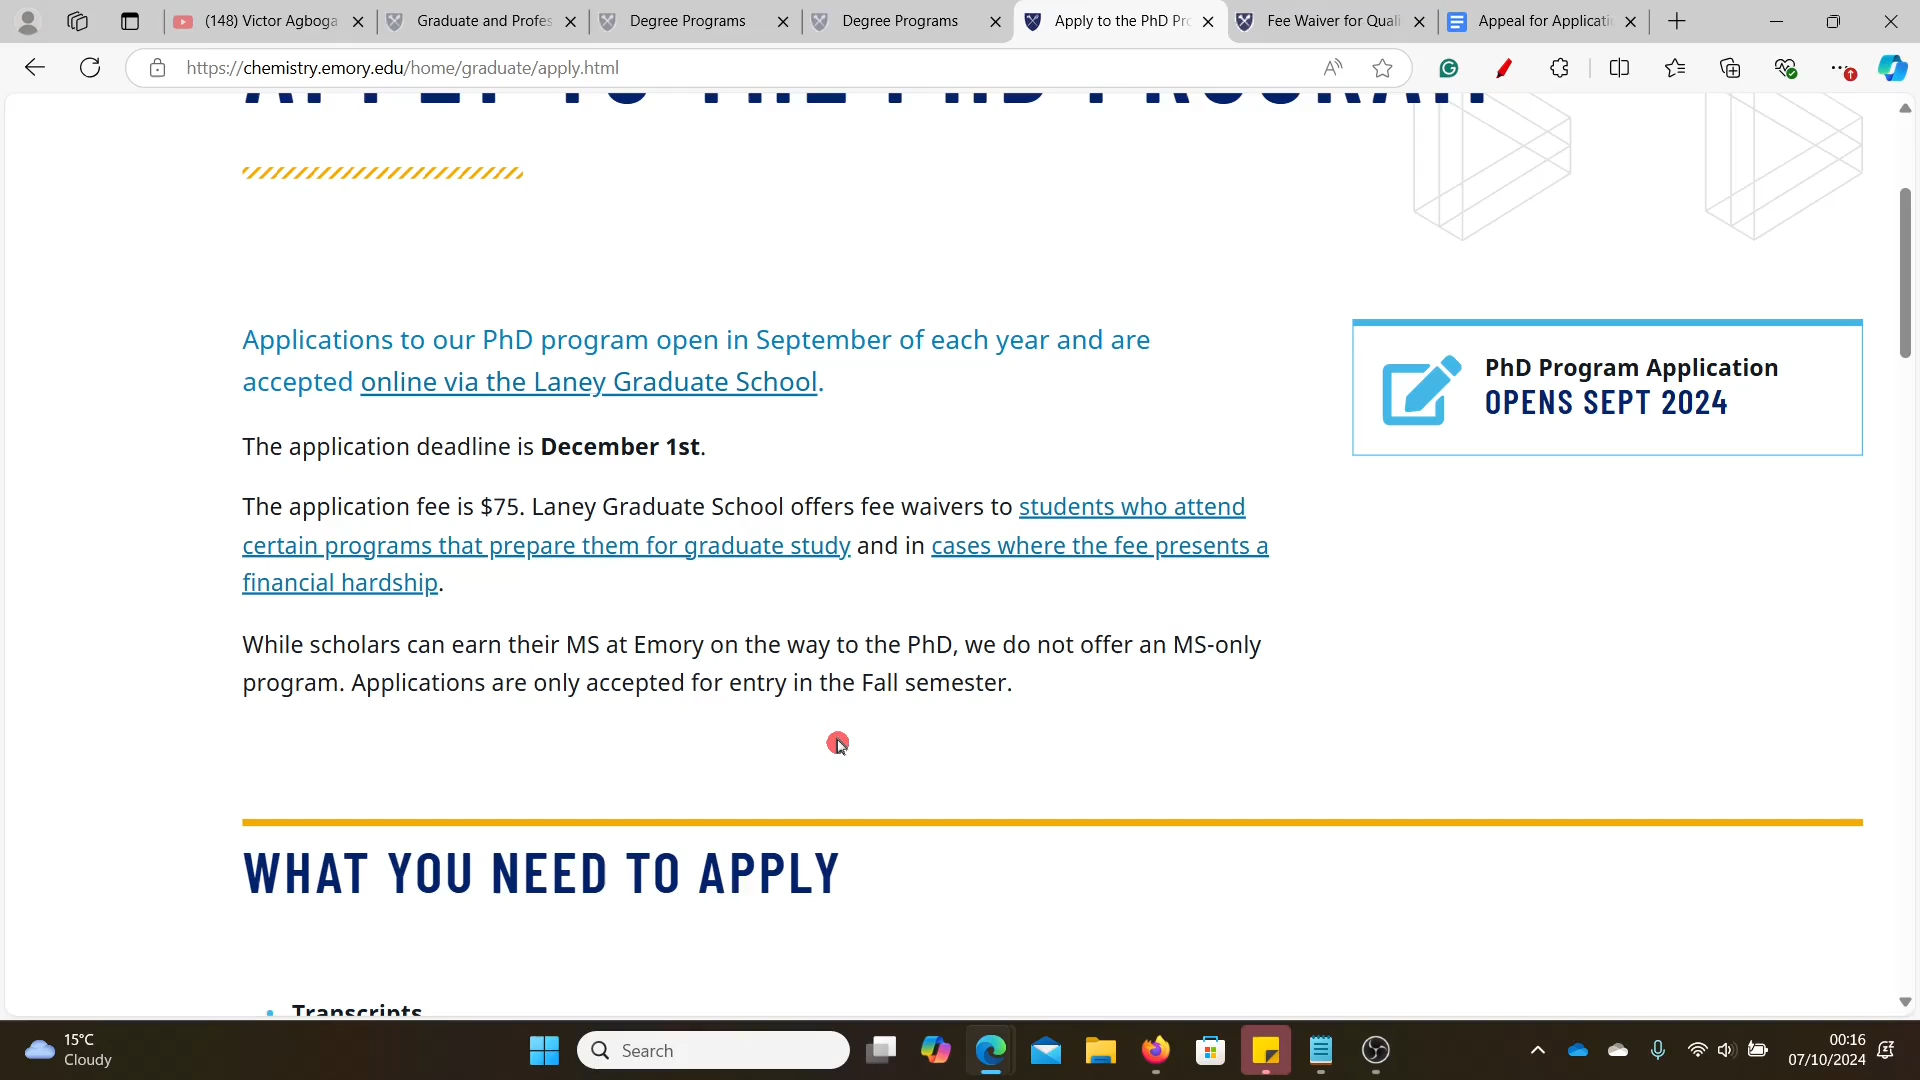 (148) Victor Agboga
Graduate and Profes
Degree Programs
Degree Programs
Apply to the PhD Pro
Fee Waiver for Quali
Appeal for Applicati
https://chemistry.emory.edu/home/graduate/apply.html
APPLY TO THE PHD PROGRAM
Applications to our PhD program open in September of each year and are
accepted online via the Laney Graduate School.
PhD Program Application
OPENS SEPT 2024
The application deadline is December 1st.
The application fee is $75. Laney Graduate School offers fee waivers to students who attend
certain programs that prepare them for graduate study and in cases where the fee presents a
financial hardship.
While scholars can earn their MS at Emory on the way to the PhD, we do not offer an MS-only
program. Applications are only accepted for entry in the Fall semester.
WHAT YOU NEED TO APPLY
• Transcripts
15°C
Cloudy
Search
00:16
07/10/2024